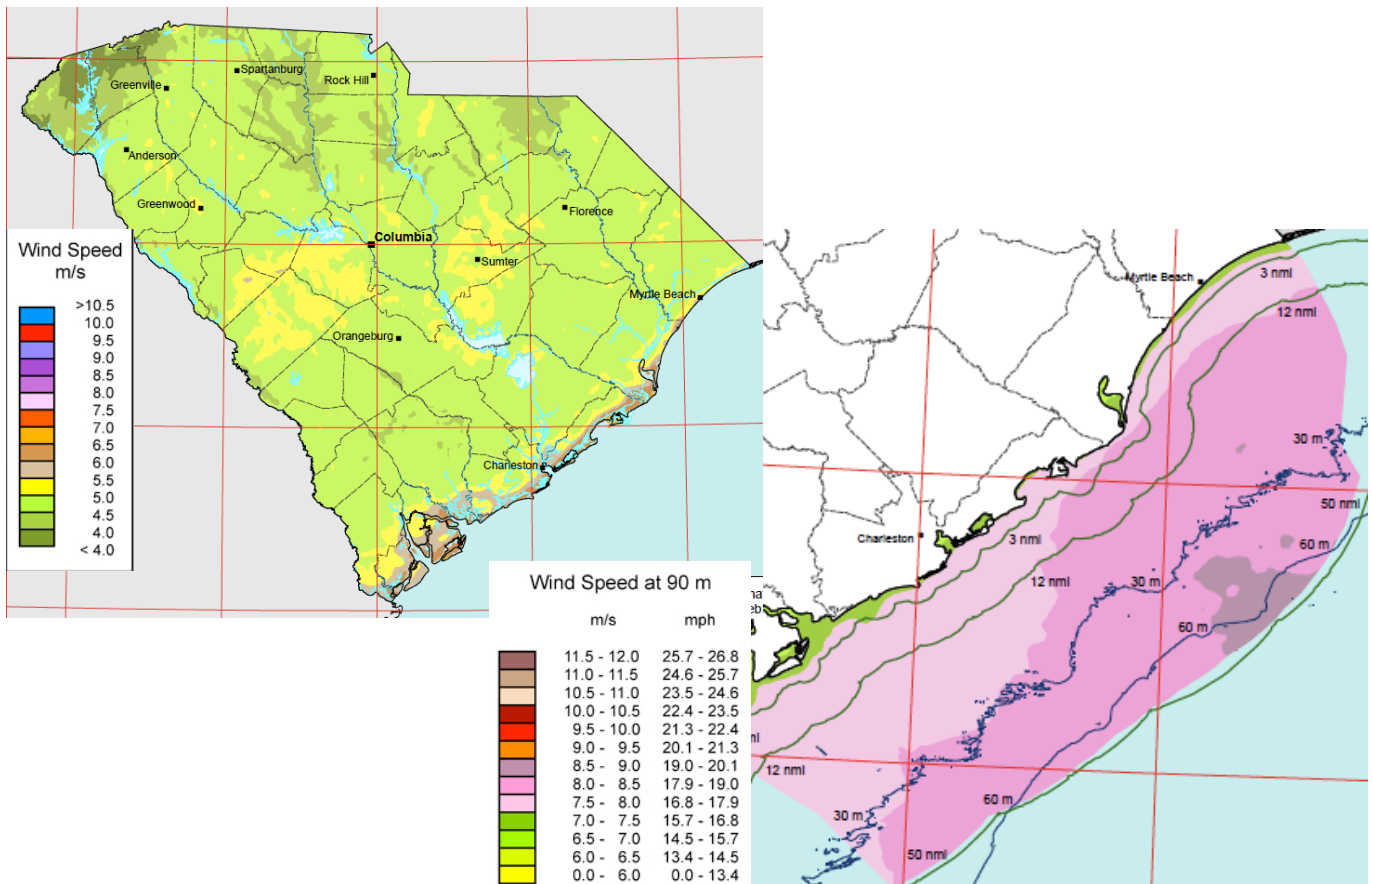 Spartanburg
Rock Hill
Greenville
Anderson
Greenwood
Florence
Columbia
Sumter
Myrtle Beach
Orangeburg
Charleston
Wind Speed
m/s
>10.5
10.0
9.5
9.0
8.5
8.0
7.5
7.0
6.5
6.0
5.5
5.0
4.5
4.0
< 4.0
Wind Speed at 90 m
m/s mph
11.5 - 12.0 25.7 - 26.8
11.0 - 11.5 24.6 - 25.7
10.5 - 11.0 23.5 - 24.6
10.0 - 10.5 22.4 - 23.5
9.5 - 10.0 21.3 - 22.4
9.0 - 9.5 20.1 - 21.3
8.5 - 9.0 19.0 - 20.1
8.0 - 8.5 17.9 - 19.0
7.5 - 8.0 16.8 - 17.9
7.0 - 7.5 15.7 - 16.8
6.5 - 7.0 14.5 - 15.7
6.0 - 6.5 13.4 - 14.5
0.0 - 6.0 0.0 - 13.4
3 nml
Myrtle Beach
12 nml
30 m
50 nml
Charleston
3 nml
60 m
12 nml
30 m
60 m
12 nml
60 m
30 m
50 nml